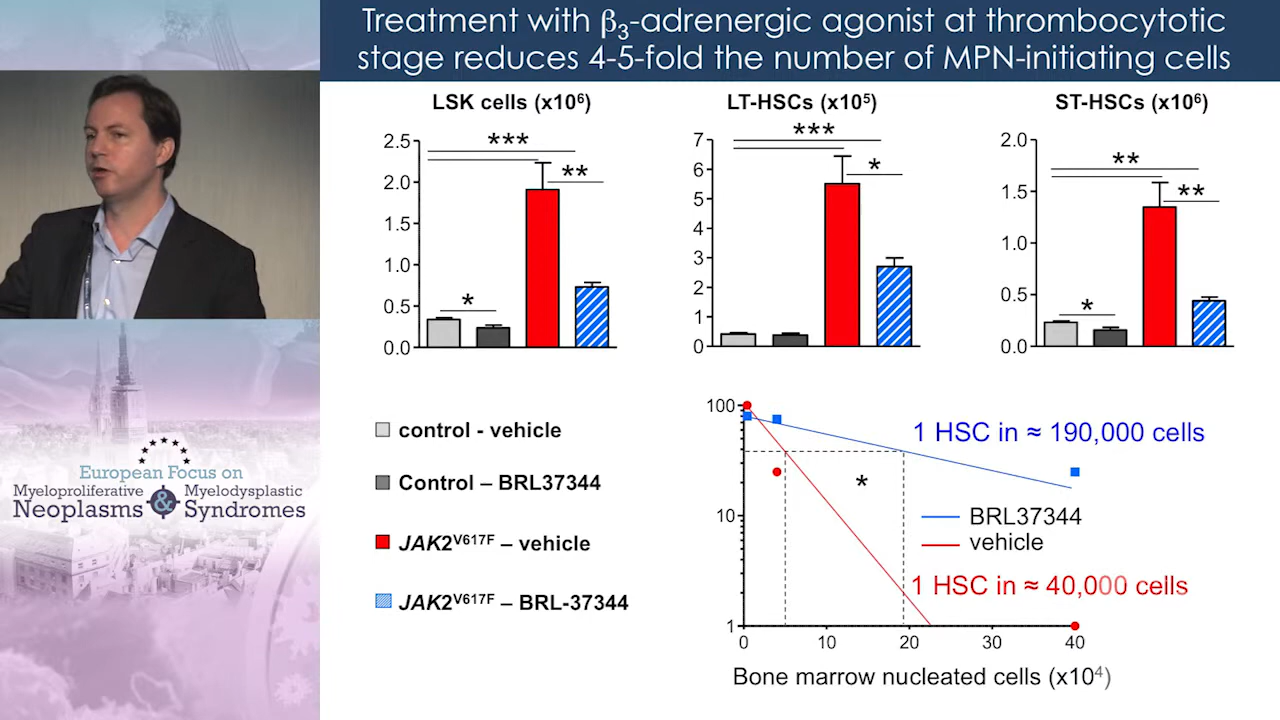 Treatment with β3-adrenergic agonist at thrombocytotic
stage reduces 4-5-fold the number of MPN-initiating cells
LSK cells (x10⁶)
2.5
2.0
1.5
1.0
0.5
0.0
***
**
*
LT-HSCs (x10⁵)
7
6
5
4
3
2
1
0
***
*
ST-HSCs (x10⁶)
2.0
1.5
1.0
0.5
0.0
**
**
*
control - vehicle
Control – BRL37344
JAK2ⱽ⁶¹⁷ᶠ – vehicle
JAK2ⱽ⁶¹⁷ᶠ – BRL-37344
100
10
1
0 10 20 30 40
1 HSC in ≈ 190,000 cells
*
BRL37344
vehicle
1 HSC in ≈ 40,000 cells
Bone marrow nucleated cells (x10⁴)
European Focus on
Myeloproliferative & Myelodysplastic
Neoplasms Syndromes